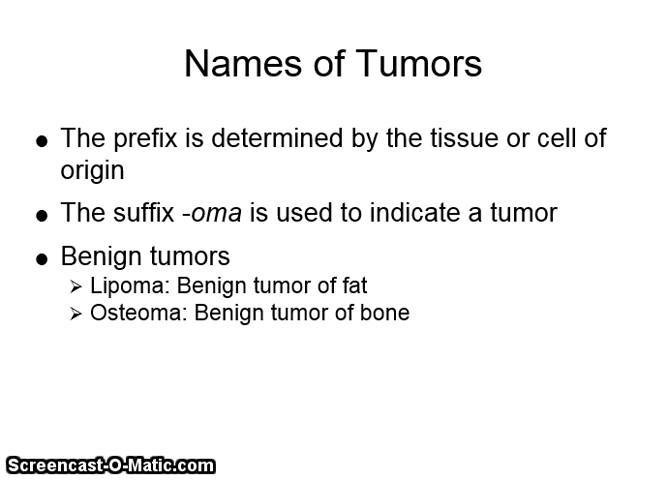 Names of Tumors
● The prefix is determined by the tissue or cell of
origin
● The suffix -oma is used to indicate a tumor
● Benign tumors
➢ Lipoma: Benign tumor of fat
➢ Osteoma: Benign tumor of bone
Screencast-O-Matic.com